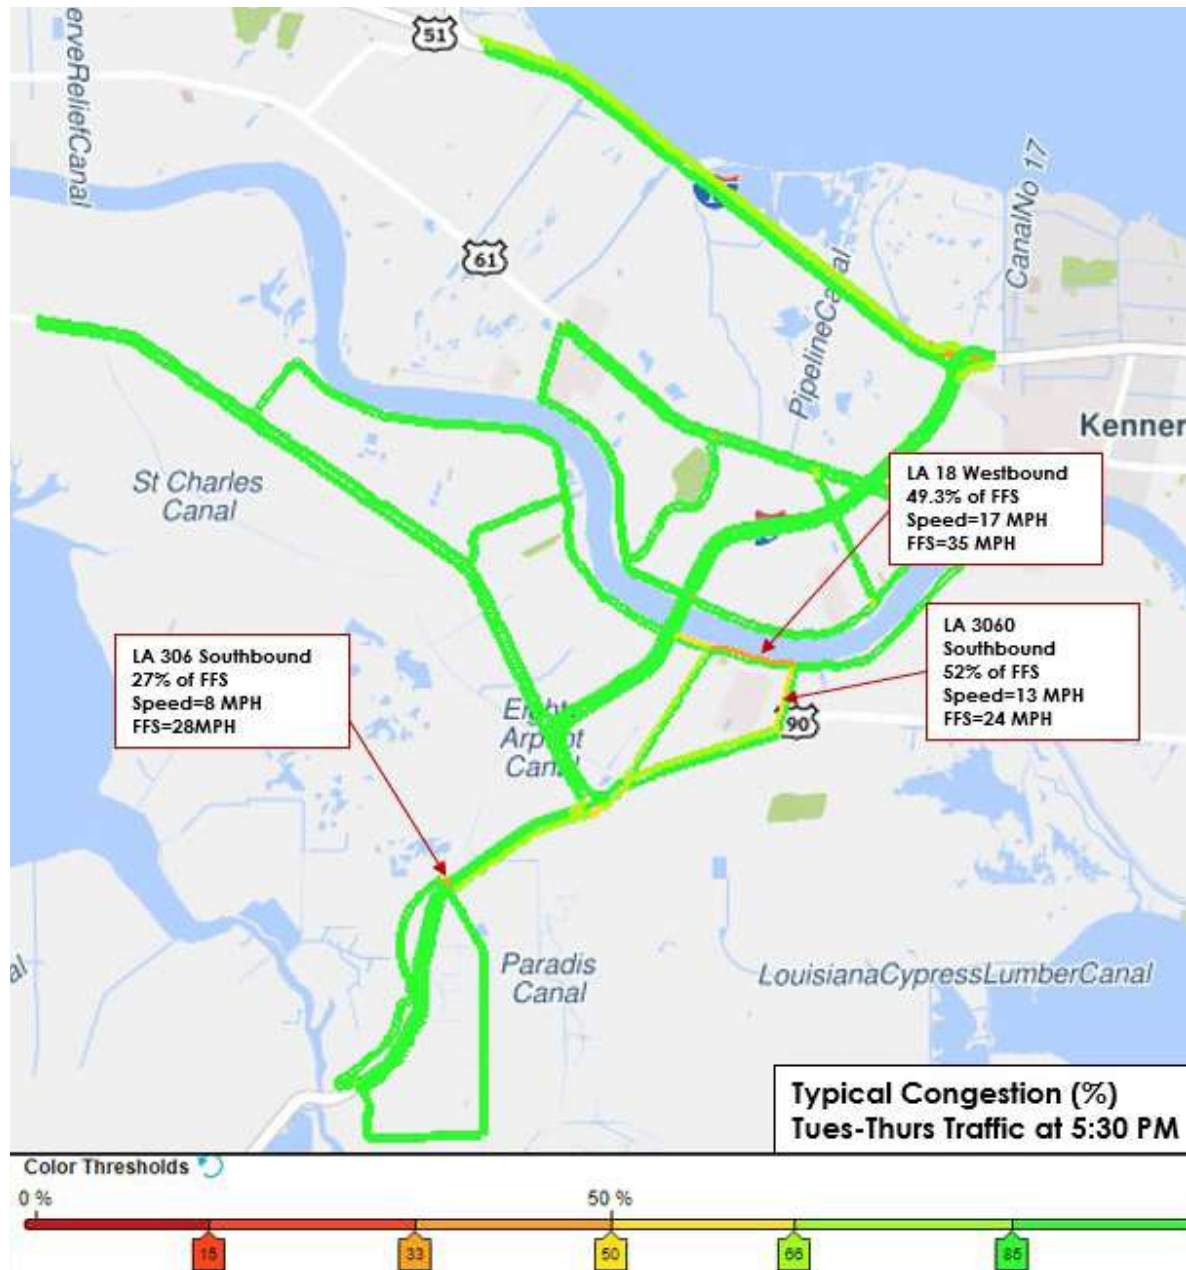 51
erveReliefCanal
CanalNo 17
61
PipelineCanal
Kenner
St Charles
Canal
LA 18 Westbound
49.3% of FFS
Speed=17 MPH
FFS=35 MPH
LA 3060
Southbound
52% of FFS
Speed=13 MPH
FFS=24 MPH
LA 306 Southbound
27% of FFS
Speed=8 MPH
FFS=28MPH
90
Canal
Paradis
Canal
LouisianaCypressLumberCanal
al
Typical Congestion (%)
Tues-Thurs Traffic at 5:30 PM
Color Thresholds
0 %
50 %
15
33
50
66
85